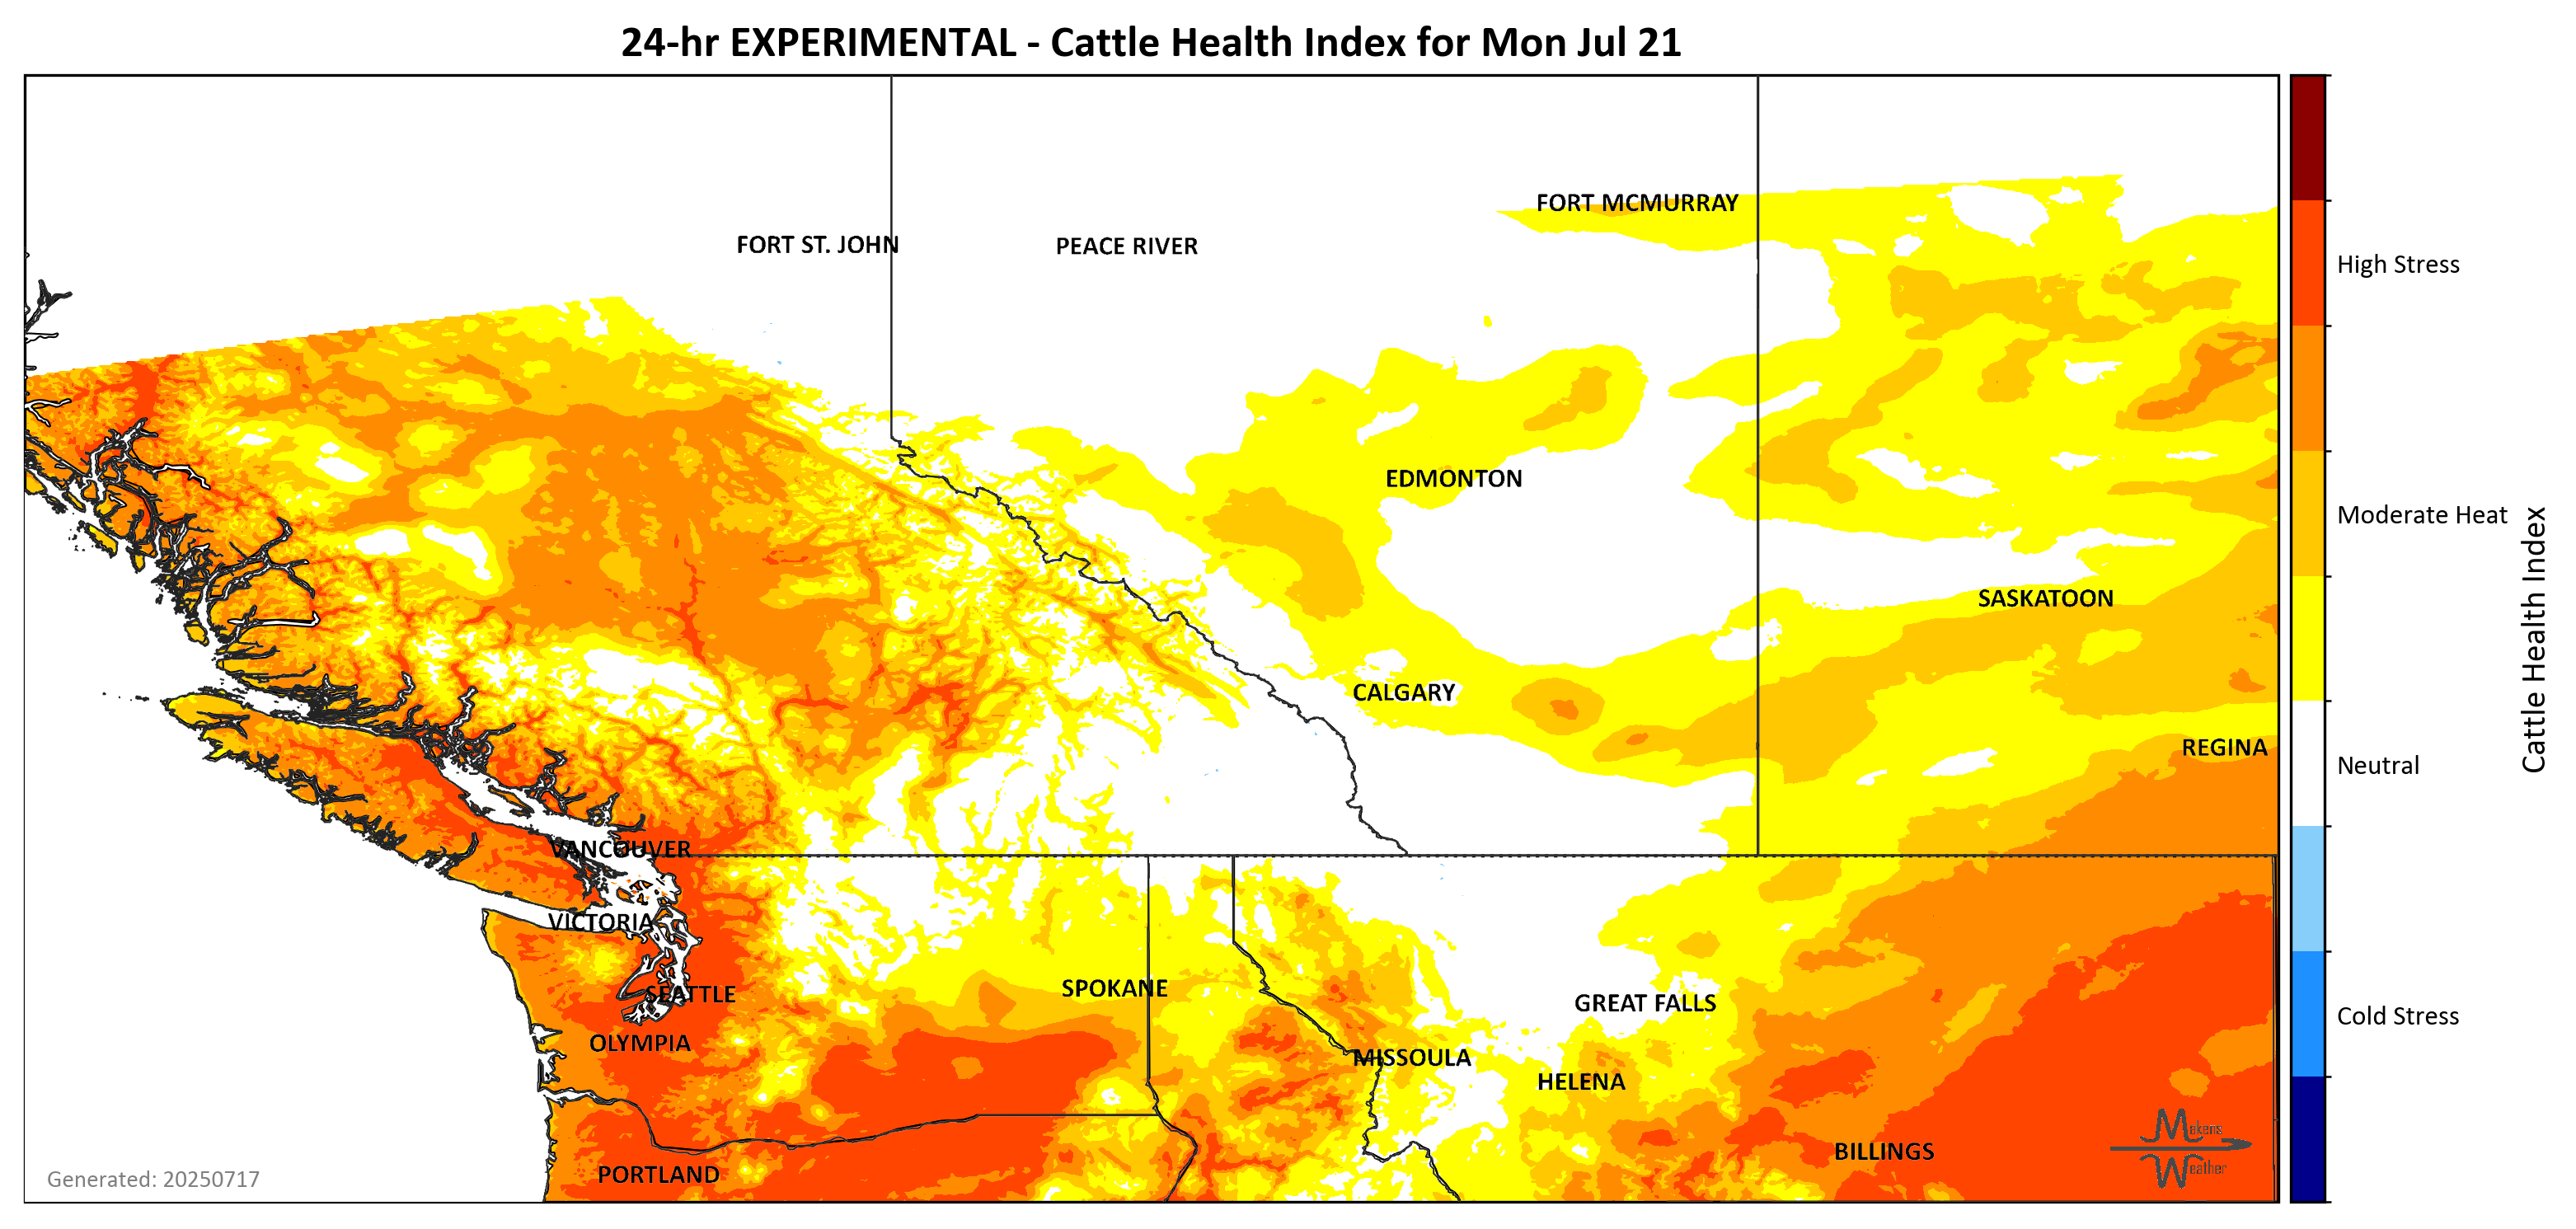 24-hr EXPERIMENTAL - Cattle Health Index for Mon Jul 21
FORT MCMURRAY
FORT ST. JOHN
PEACE RIVER
High Stress
EDMONTON
Moderate Heat
SASKATOON
CALGARY
Cattle Health Index
REGINA
Neutral
VANCOUVER
VICTORIA
SPOKANE
SEATTLE
GREAT FALLS
Cold Stress
OLYMPIA
MISSOULA
HELENA
Makens
BILLINGS
Weather
PORTLAND
Generated: 20250717